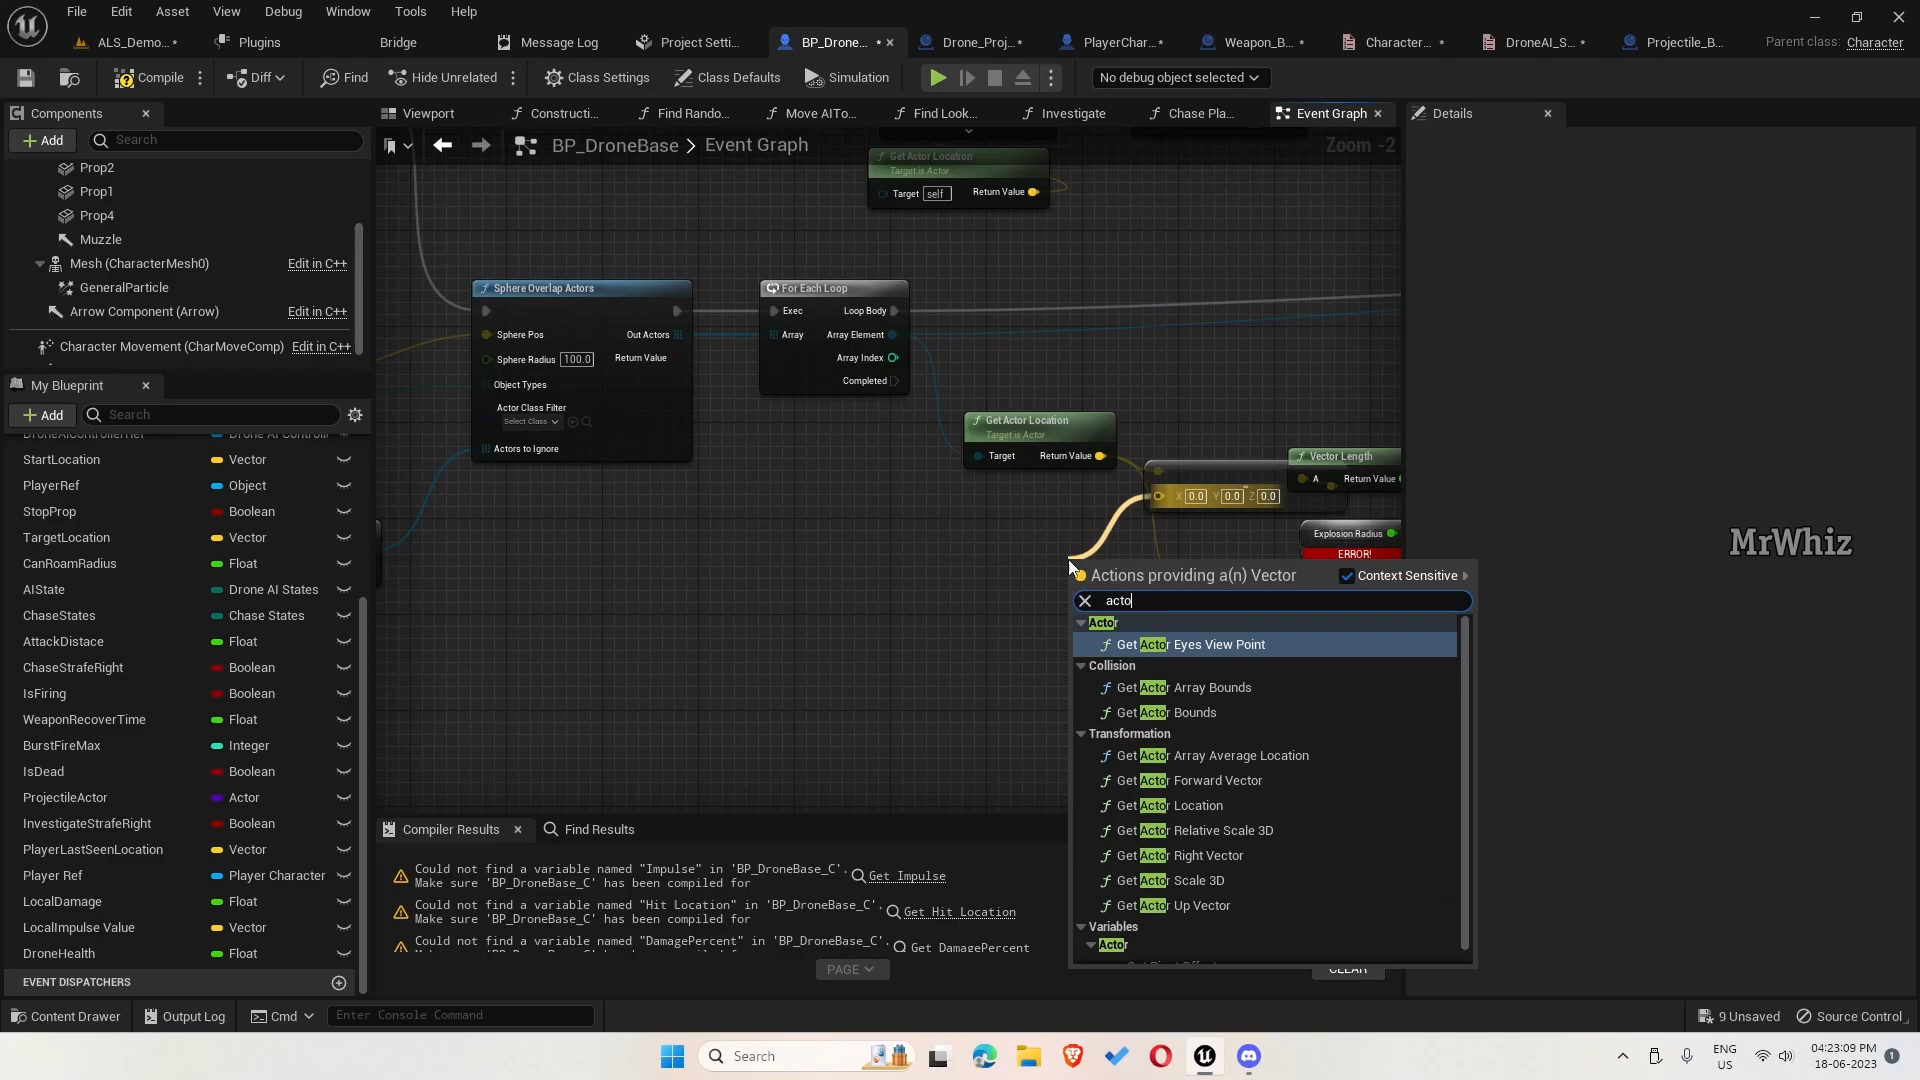 File Edit Asset View Debug Window Tools Help
ALS_Demo... * Plugins Bridge Message Log Project Setti... BP_Drone... * Drone_Proj... * PlayerChar... * Weapon_B... * Character... * DroneAI_S... * Projectile_B... Parent class: Character
Compile Diff Find Hide Unrelated Class Settings Class Defaults Simulation No debug object selected
Components
Viewport Constructi... Find Rando... Move AITo... Find Look... Investigate Chase Pla... Event Graph Details
+ Add Search
BP_DroneBase > Event Graph Zoom -2
Prop2
Prop1
Prop4
Muzzle
Mesh (CharacterMesh0) Edit in C++
GeneralParticle
Arrow Component (Arrow) Edit in C++
Character Movement (CharMoveComp) Edit in C++
My Blueprint
+ Add Search
StartLocation Vector
PlayerRef Object
StopProp Boolean
TargetLocation Vector
CanRoamRadius Float
AIState Drone AI States
ChaseStates Chase States
AttackDistace Float
ChaseStrafeRight Boolean
IsFiring Boolean
WeaponRecoverTime Float
BurstFireMax Integer
IsDead Boolean
ProjectileActor Actor
InvestigateStrafeRight Boolean
PlayerLastSeenLocation Vector
Player Ref Player Character
LocalDamage Float
LocalImpulse Value Vector
DroneHealth Float
EVENT DISPATCHERS
Get Actor Location
Target is Actor
Target self Return Value
Sphere Overlap Actors
Sphere Pos Out Actors
Sphere Radius 100.0 Return Value
Object Types
Actor Class Filter
Select Class
Actors to Ignore
For Each Loop
Exec Loop Body
Array Array Element
Array Index
Completed
Get Actor Location
Target is Actor
Target Return Value
X 0.0 Y 0.0 Z 0.0
Vector Length
A Return Value
Explosion Radius
ERROR!
MrWhiz
Actions providing a(n) Vector Context Sensitive
acto
Actor
Get Actor Eyes View Point
Collision
Get Actor Array Bounds
Get Actor Bounds
Transformation
Get Actor Array Average Location
Get Actor Forward Vector
Get Actor Location
Get Actor Relative Scale 3D
Get Actor Right Vector
Get Actor Scale 3D
Get Actor Up Vector
Variables
Actor
Compiler Results Find Results
Could not find a variable named "Impulse" in 'BP_DroneBase_C'. Get Impulse
Make sure 'BP_DroneBase_C' has been compiled for
Could not find a variable named "Hit Location" in 'BP_DroneBase_C'. Get Hit Location
Make sure 'BP_DroneBase_C' has been compiled for
Could not find a variable named "DamagePercent" in 'BP_DroneBase_C'. Get DamagePercent
PAGE CLEAR
Content Drawer Output Log Cmd Enter Console Command 9 Unsaved Source Control
Search ENG
US
04:23:09 PM
18-06-2023
1